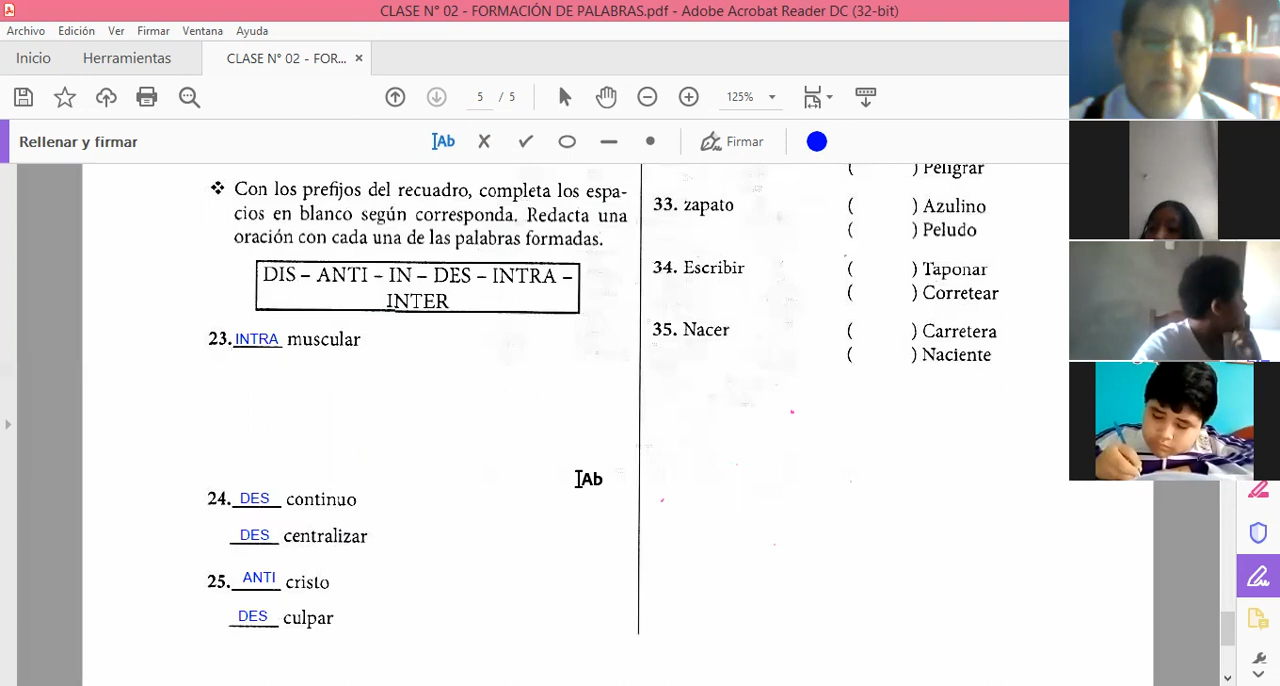 CLASE N° 02 - FORMACIÓN DE PALABRAS.pdf - Adobe Acrobat Reader DC (32-bit)
Archivo Edición Ver Firmar Ventana Ayuda
Inicio Herramientas CLASE N° 02 - FOR... ×
5 / 5 125%
Rellenar y firmar IAb Firmar
❖ Con los prefijos del recuadro, completa los espa-
cios en blanco según corresponda. Redacta una
oración con cada una de las palabras formadas.
DIS – ANTI – IN – DES – INTRA –
INTER
23. INTRA muscular
IAb
24. DES continuo
DES centralizar
25. ANTI cristo
DES culpar
( ) Peligrar
33. zapato ( ) Azulino
( ) Peludo
34. Escribir ( ) Taponar
( ) Corretear
35. Nacer ( ) Carretera
( ) Naciente